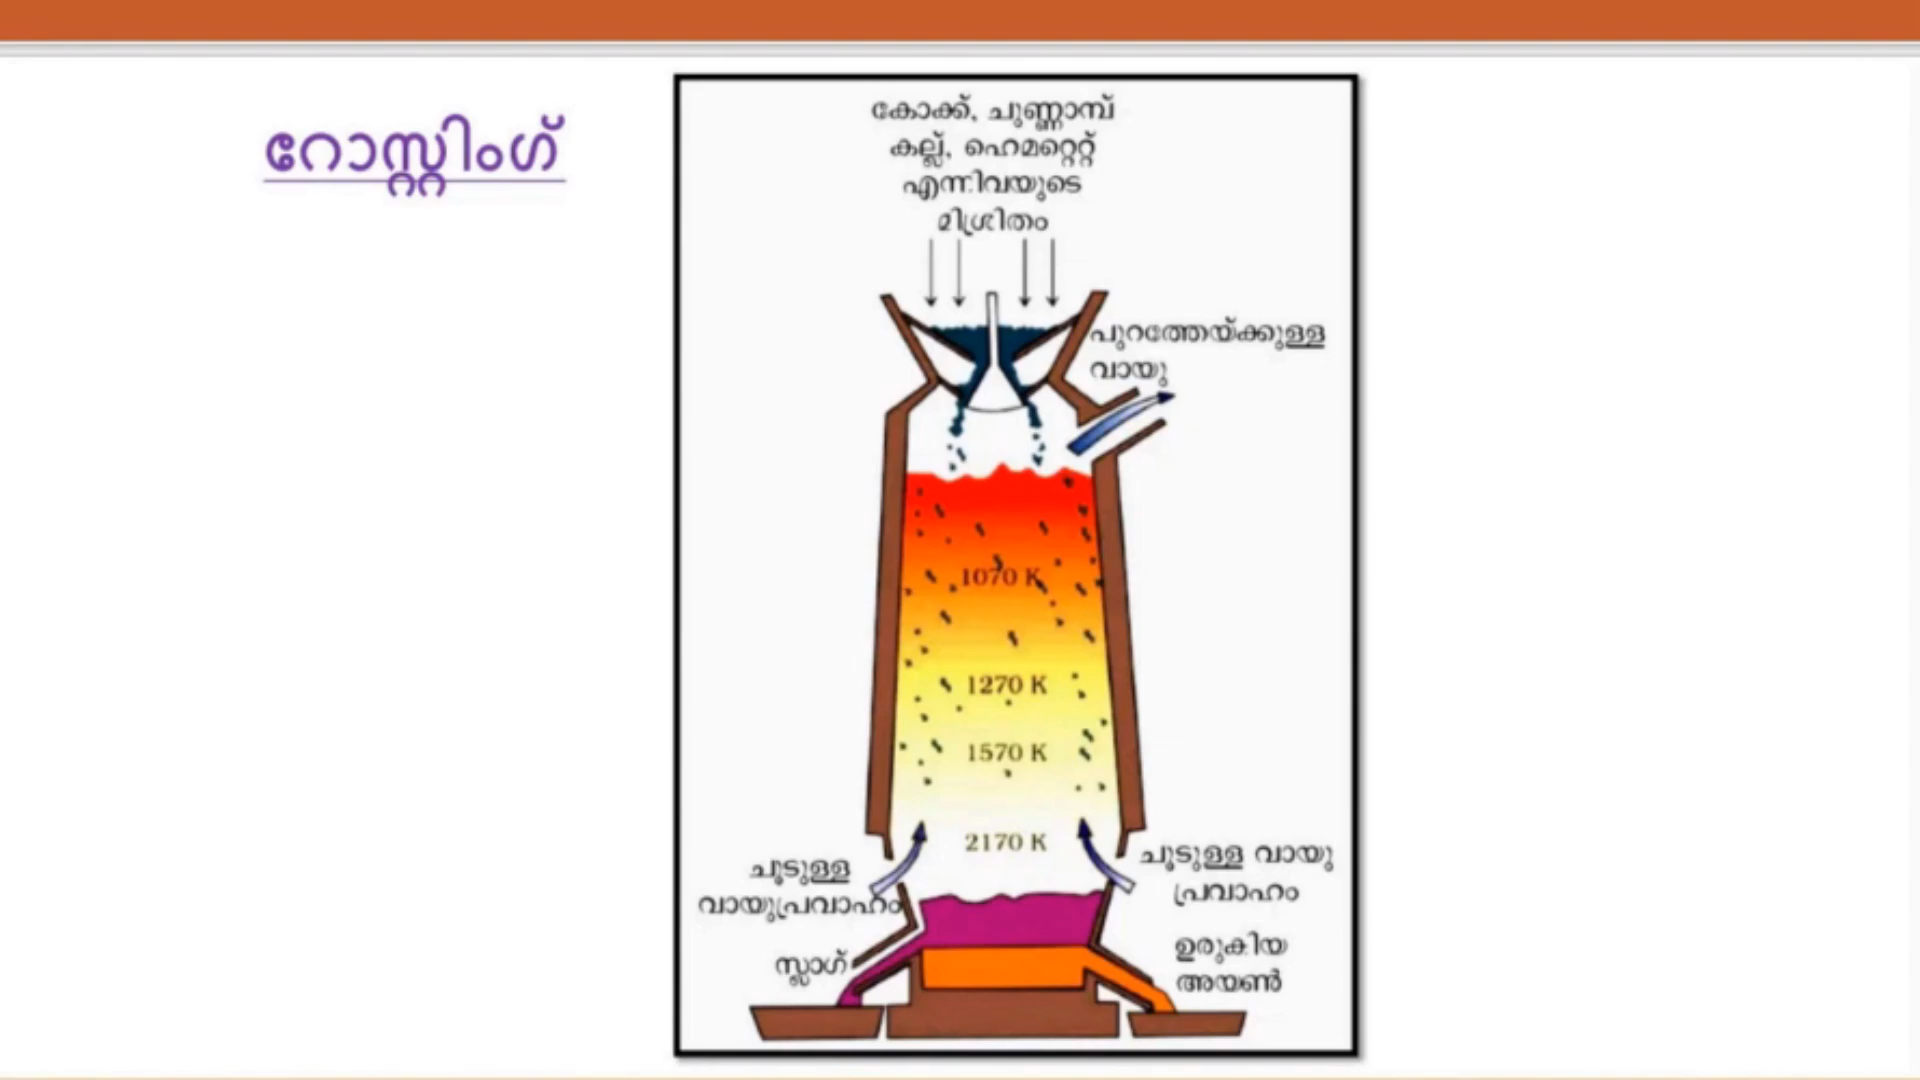 റോസ്റ്റിംഗ്
കോക്ക്, ചുണ്ണാമ്പ്
കല്ല്, ഹെമറ്റൈറ്റ്
എന്നിവയുടെ
മിശ്രിതം
പുറത്തേയ്ക്കുള്ള
വായു
1070 K
1270 K
1570 K
2170 K
ചൂടുള്ള
വായുപ്രവാഹം
ചൂടുള്ള വായു
പ്രവാഹം
സ്ലാഗ്
ഉരുകിയ
അയൺ